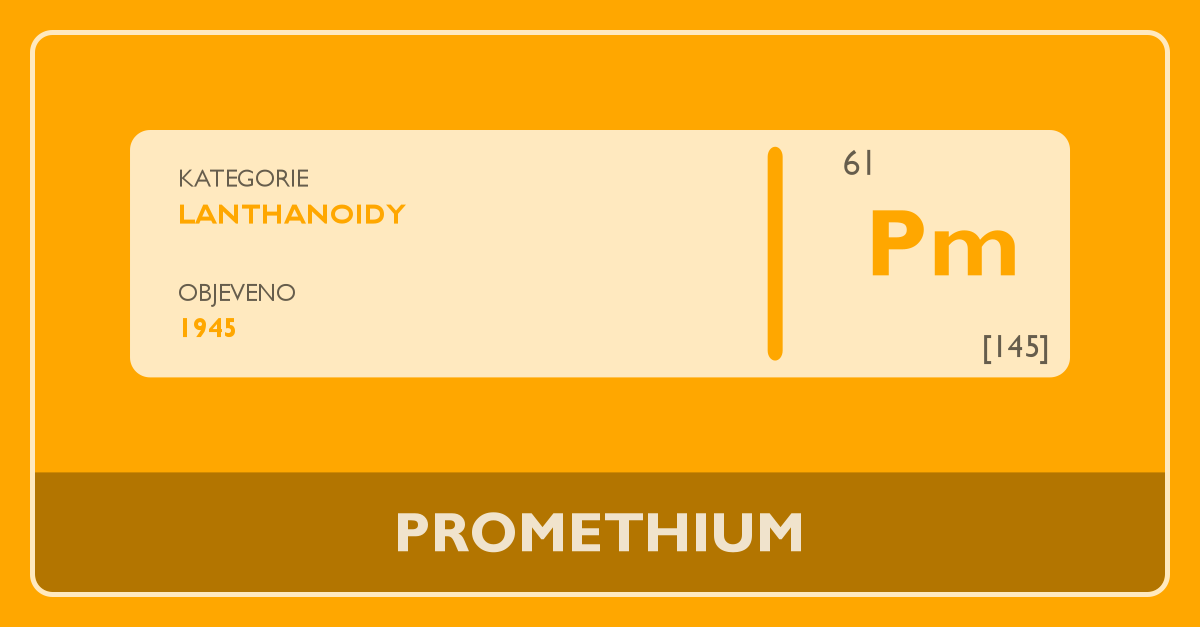 KATEGORIE
LANTHANOIDY
OBJEVENO
1945
61
Pm
[145]
PROMETHIUM